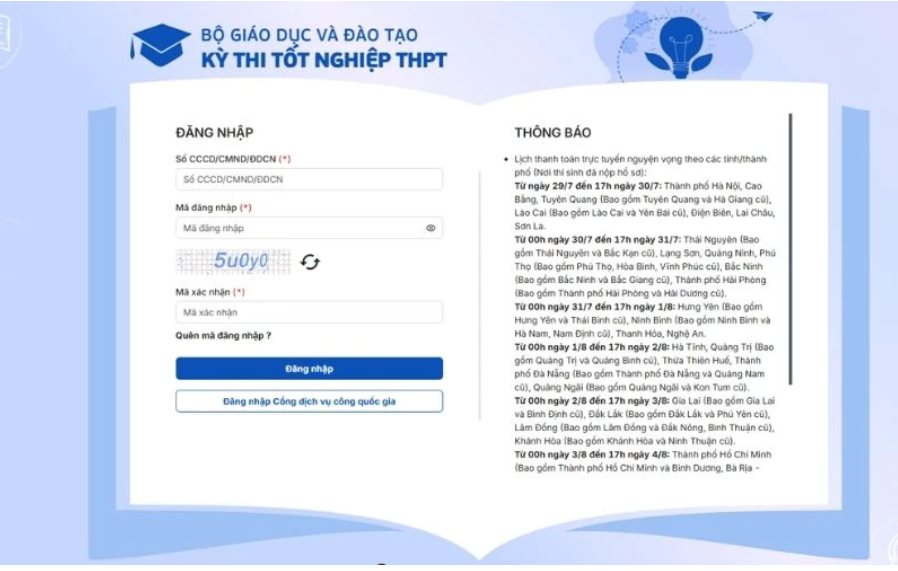 BỘ GIÁO DỤC VÀ ĐÀO TẠO
KỲ THI TỐT NGHIỆP THPT
ĐĂNG NHẬP
Số CCCD/CMND/ĐDCN (*)
Số CCCD/CMND/ĐDCN
Mã đăng nhập (*)
Mã đăng nhập
5u0y0
Mã xác nhận (*)
Mã xác nhận
Quên mã đăng nhập ?
Đăng nhập
Đăng nhập Cổng dịch vụ công quốc gia
THÔNG BÁO
• Lịch thanh toán trực tuyến nguyện vọng theo các tỉnh/thành
phố (Nơi thí sinh đã nộp hồ sơ):
Từ ngày 29/7 đến 17h ngày 30/7: Thành phố Hà Nội, Cao
Bằng, Tuyên Quang (Bao gồm Tuyên Quang và Hà Giang cũ),
Lào Cai (Bao gồm Lào Cai và Yên Bái cũ), Điện Biên, Lai Châu,
Sơn La.
Từ 00h ngày 30/7 đến 17h ngày 31/7: Thái Nguyên (Bao
gồm Thái Nguyên và Bắc Kạn cũ), Lạng Sơn, Quảng Ninh, Phú
Thọ (Bao gồm Phú Thọ, Hòa Bình, Vĩnh Phúc cũ), Bắc Ninh
(Bao gồm Bắc Ninh và Bắc Giang cũ), Thành phố Hải Phòng
(Bao gồm Thành phố Hải Phòng và Hải Dương cũ).
Từ 00h ngày 31/7 đến 17h ngày 1/8: Hưng Yên (Bao gồm
Hưng Yên và Thái Bình cũ), Ninh Bình (Bao gồm Ninh Bình và
Hà Nam, Nam Định cũ), Thanh Hóa, Nghệ An.
Từ 00h ngày 1/8 đến 17h ngày 2/8: Hà Tĩnh, Quảng Trị (Bao
gồm Quảng Trị và Quảng Bình cũ), Thừa Thiên Huế, Thành
phố Đà Nẵng (Bao gồm Thành phố Đà Nẵng và Quảng Nam
cũ), Quảng Ngãi (Bao gồm Quảng Ngãi và Kon Tum cũ).
Từ 00h ngày 2/8 đến 17h ngày 3/8: Gia Lai (Bao gồm Gia Lai
và Bình Định cũ), Đắk Lắk (Bao gồm Đắk Lắk và Phú Yên cũ),
Lâm Đồng (Bao gồm Lâm Đồng và Đắk Nông, Bình Thuận cũ),
Khánh Hòa (Bao gồm Khánh Hòa và Ninh Thuận cũ).
Từ 00h ngày 3/8 đến 17h ngày 4/8: Thành phố Hồ Chí Minh
(Bao gồm Thành phố Hồ Chí Minh và Bình Dương, Bà Rịa -